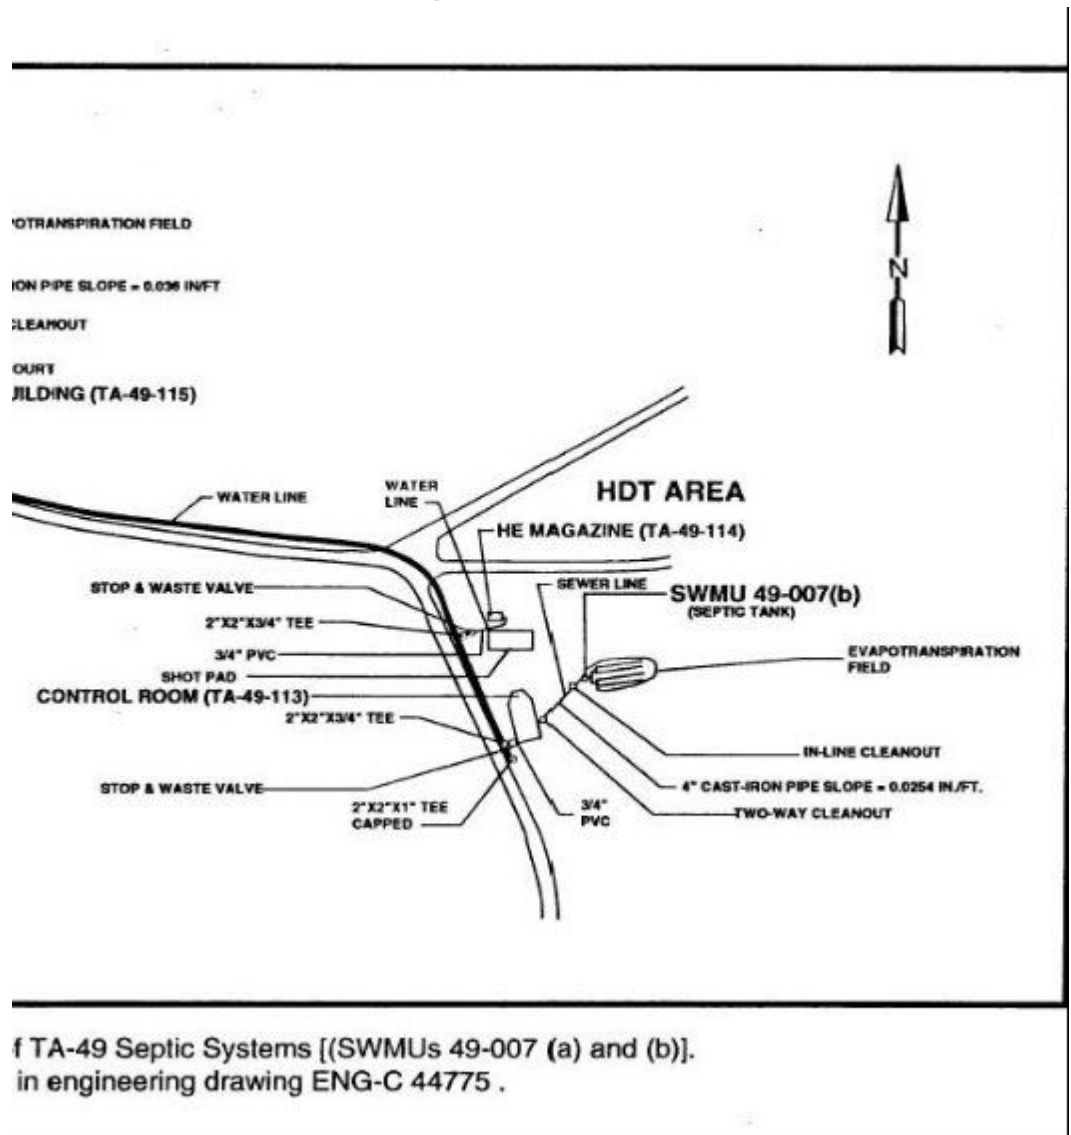 OTRANSPIRATION FIELD
ON PIPE SLOPE = 0.036 IN/FT
CLEANOUT
OURT
ILDING (TA-49-115)
N
WATER LINE
WATER
LINE
HDT AREA
HE MAGAZINE (TA-49-114)
STOP & WASTE VALVE
SEWER LINE
SWMU 49-007(b)
(SEPTIC TANK)
2"X2"X3/4" TEE
3/4" PVC
EVAPOTRANSPIRATION
FIELD
SHOT PAD
CONTROL ROOM (TA-49-113)
2"X2"X3/4" TEE
IN-LINE CLEANOUT
STOP & WASTE VALVE
4" CAST-IRON PIPE SLOPE = 0.0254 IN./FT.
2"X2"X1" TEE
CAPPED
3/4"
PVC
TWO-WAY CLEANOUT
f TA-49 Septic Systems [(SWMUs 49-007 (a) and (b)].
in engineering drawing ENG-C 44775 .